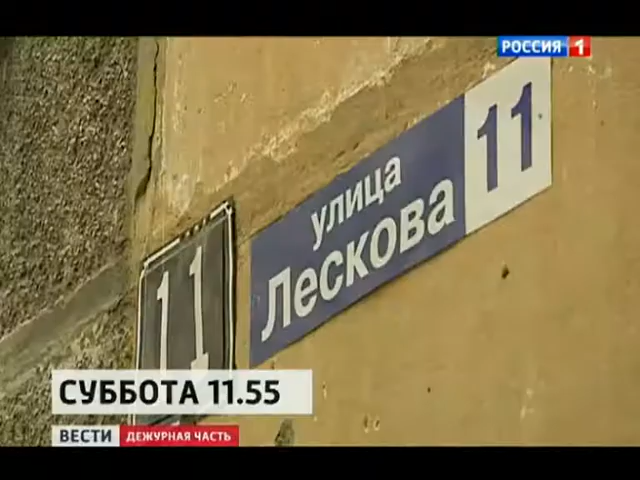 РОССИЯ 1
улица
Лескова
11
11
СУББОТА 11.55
ВЕСТИ ДЕЖУРНАЯ ЧАСТЬ